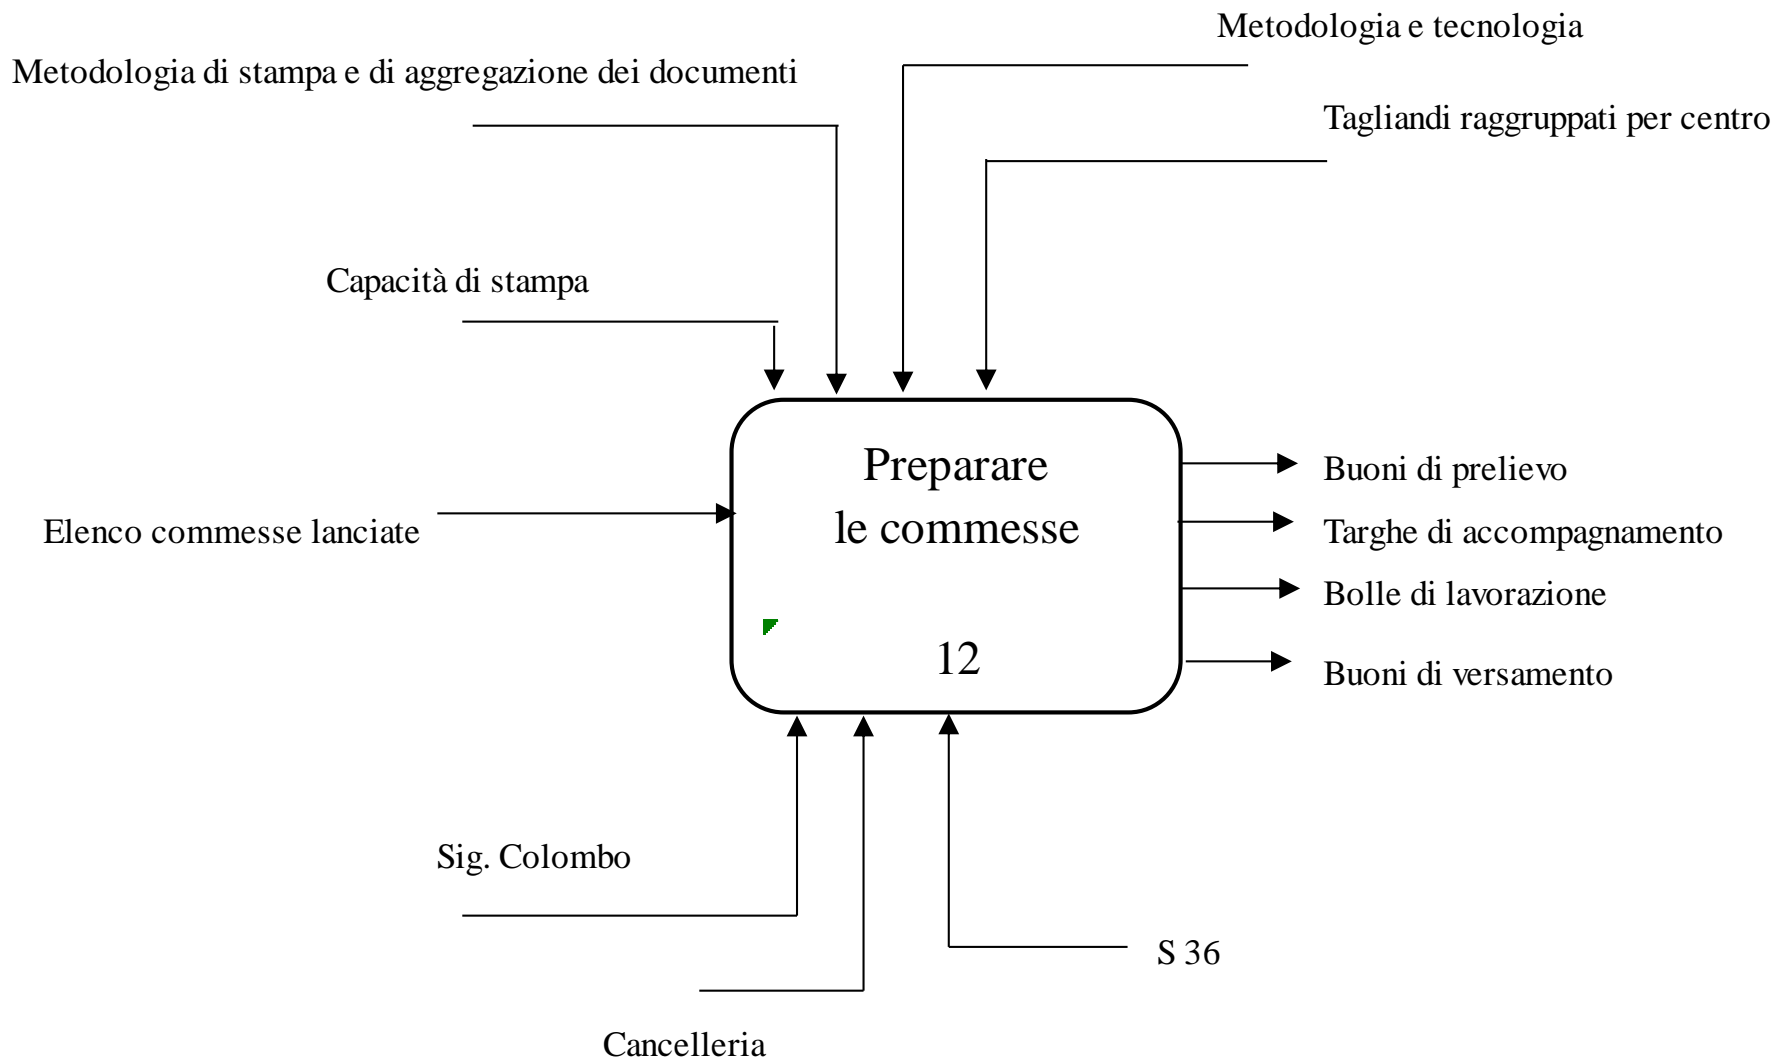 Metodologia e tecnologia
Metodologia di stampa e di aggregazione dei documenti
Tagliandi raggruppati per centro
Capacità di stampa
Preparare
le commesse
12
Elenco commesse lanciate
Buoni di prelievo
Targhe di accompagnamento
Bolle di lavorazione
Buoni di versamento
Sig. Colombo
S 36
Cancelleria